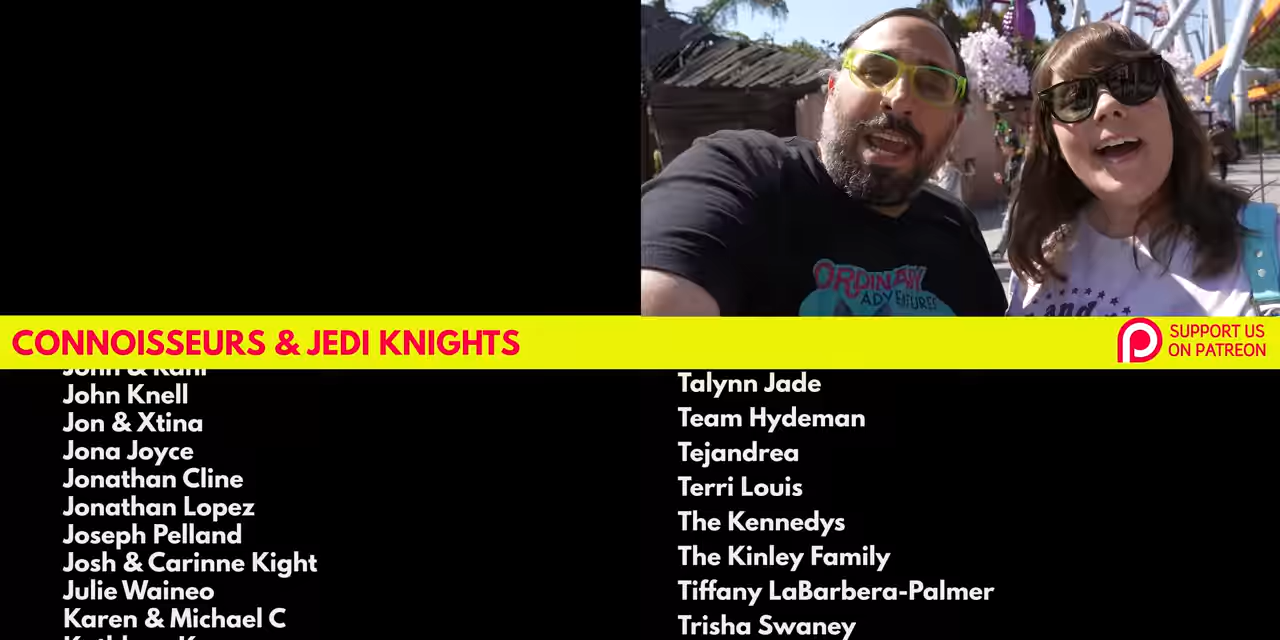 ORDINARY
ADVENTURES
CONNOISSEURS & JEDI KNIGHTS
SUPPORT US
ON PATREON
John Knell
Jon & Xtina
Jona Joyce
Jonathan Cline
Jonathan Lopez
Joseph Pelland
Josh & Carinne Kight
Julie Waineo
Karen & Michael C
Talynn Jade
Team Hydeman
Tejandrea
Terri Louis
The Kennedys
The Kinley Family
Tiffany LaBarbera-Palmer
Trisha Swaney